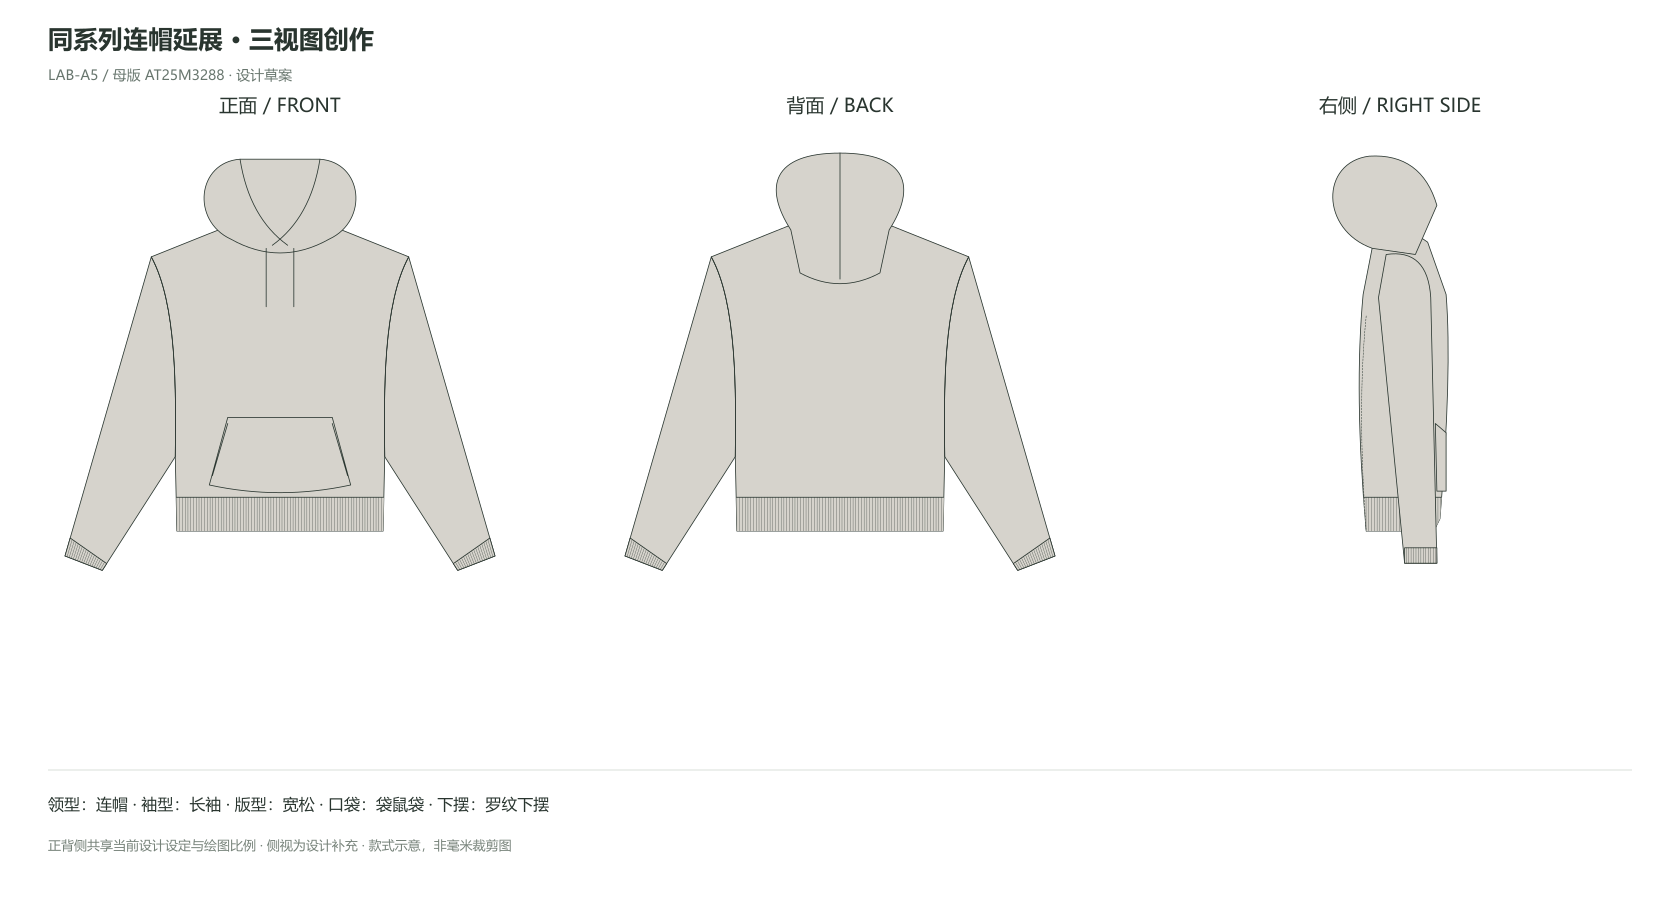 同系列连帽延展 · 三视图创作
LAB-A5 / 母版 AT25M3288 · 设计草案
正面 / FRONT
背面 / BACK
右侧 / RIGHT SIDE
领型：连帽 · 袖型：长袖 · 版型：宽松 · 口袋：袋鼠袋 · 下摆：罗纹下摆
正背侧共享当前设计设定与绘图比例 · 侧视为设计补充 · 款式示意，非毫米裁剪图